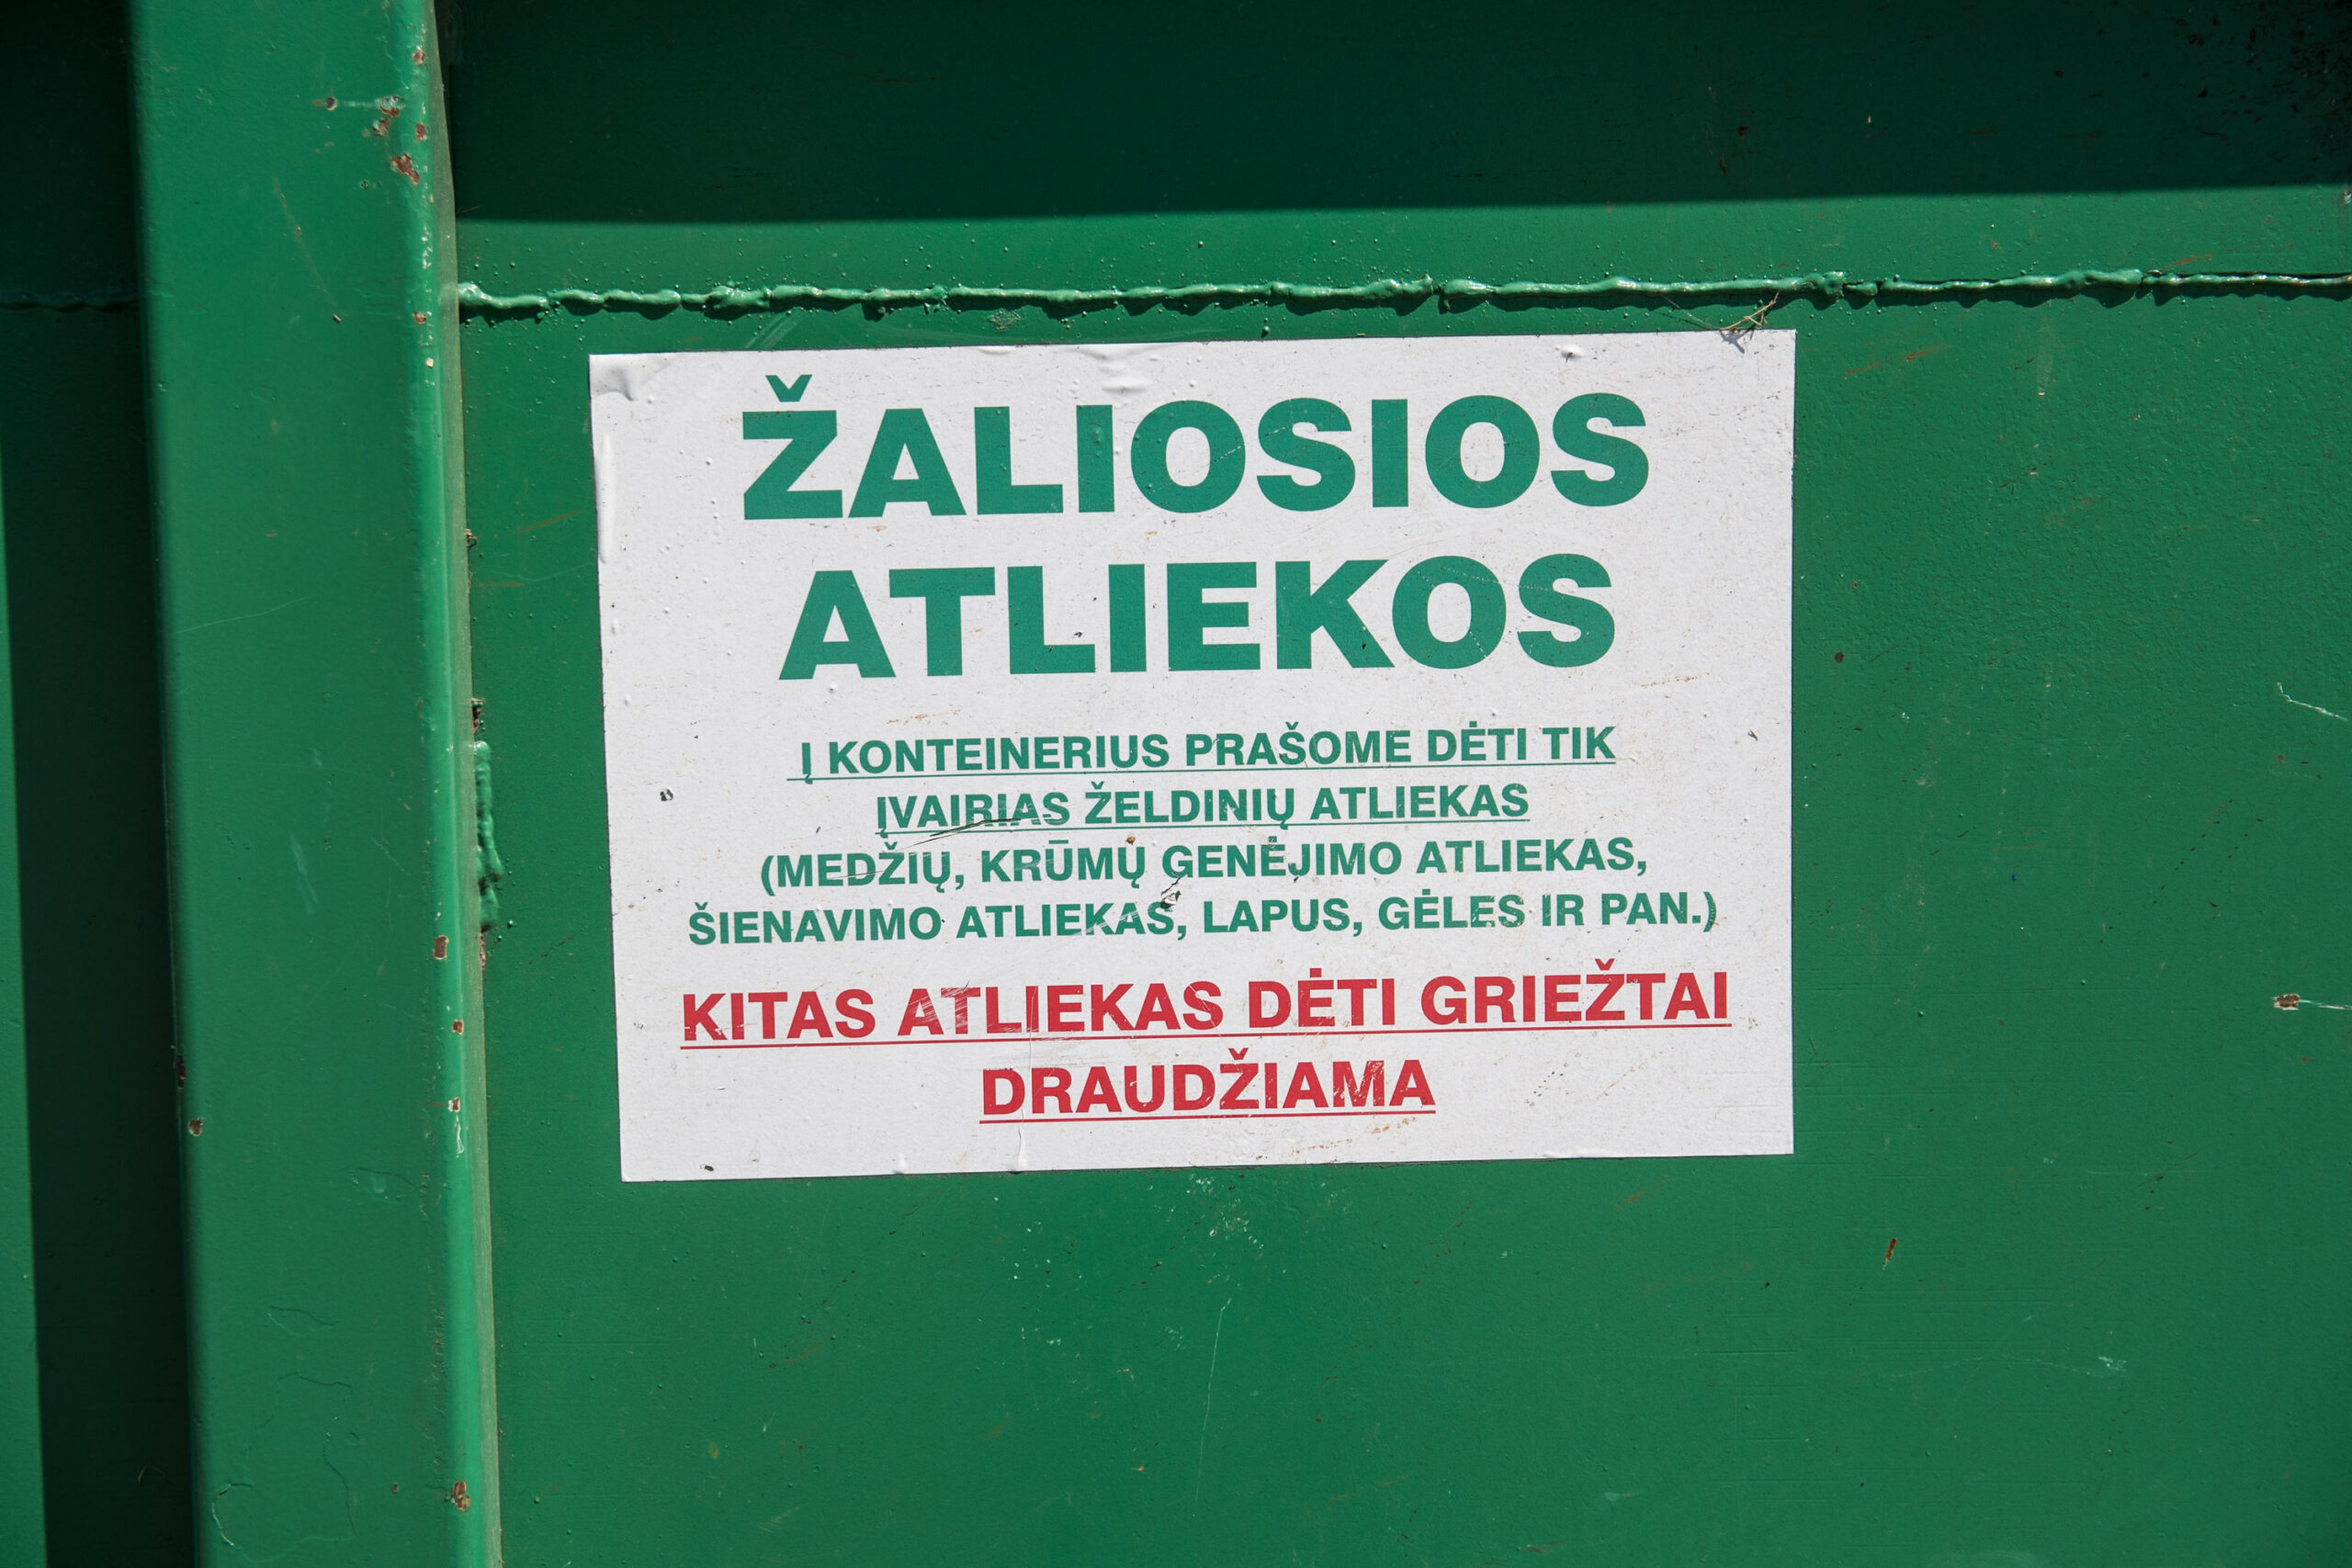 ŽALIOSIOS
ATLIEKOS
Į KONTEINERIUS PRAŠOME DĖTI TIK
ĮVAIRIAS ŽELDINIŲ ATLIEKAS
(MEDŽIŲ, KRŪMŲ GENĖJIMO ATLIEKAS,
ŠIENAVIMO ATLIEKAS, LAPUS, GĖLES IR PAN.)
KITAS ATLIEKAS DĖTI GRIEŽTAI
DRAUDŽIAMA